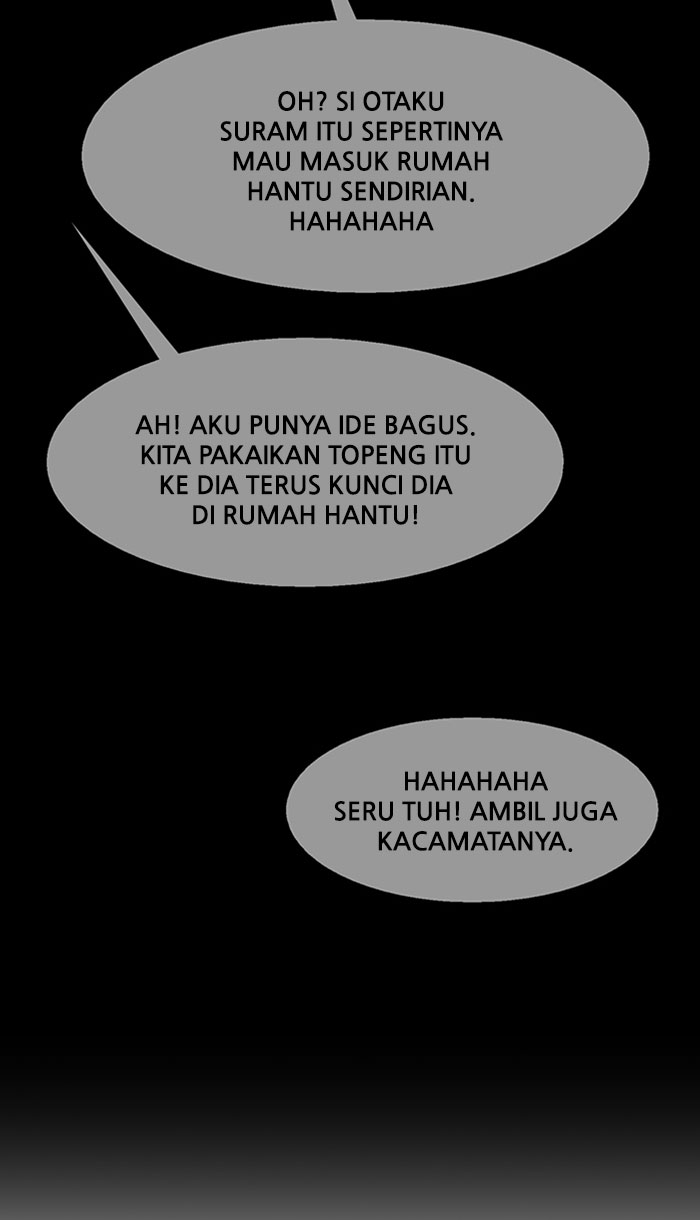 OH? SI OTAKU
SURAM ITU SEPERTINYA
MAU MASUK RUMAH
HANTU SENDIRIAN.
HAHAHAHA
AH! AKU PUNYA IDE BAGUS.
KITA PAKAIKAN TOPENG ITU
KE DIA TERUS KUNCI DIA
DI RUMAH HANTU!
HAHAHAHA
SERU TUH! AMBIL JUGA
KACAMATANYA.